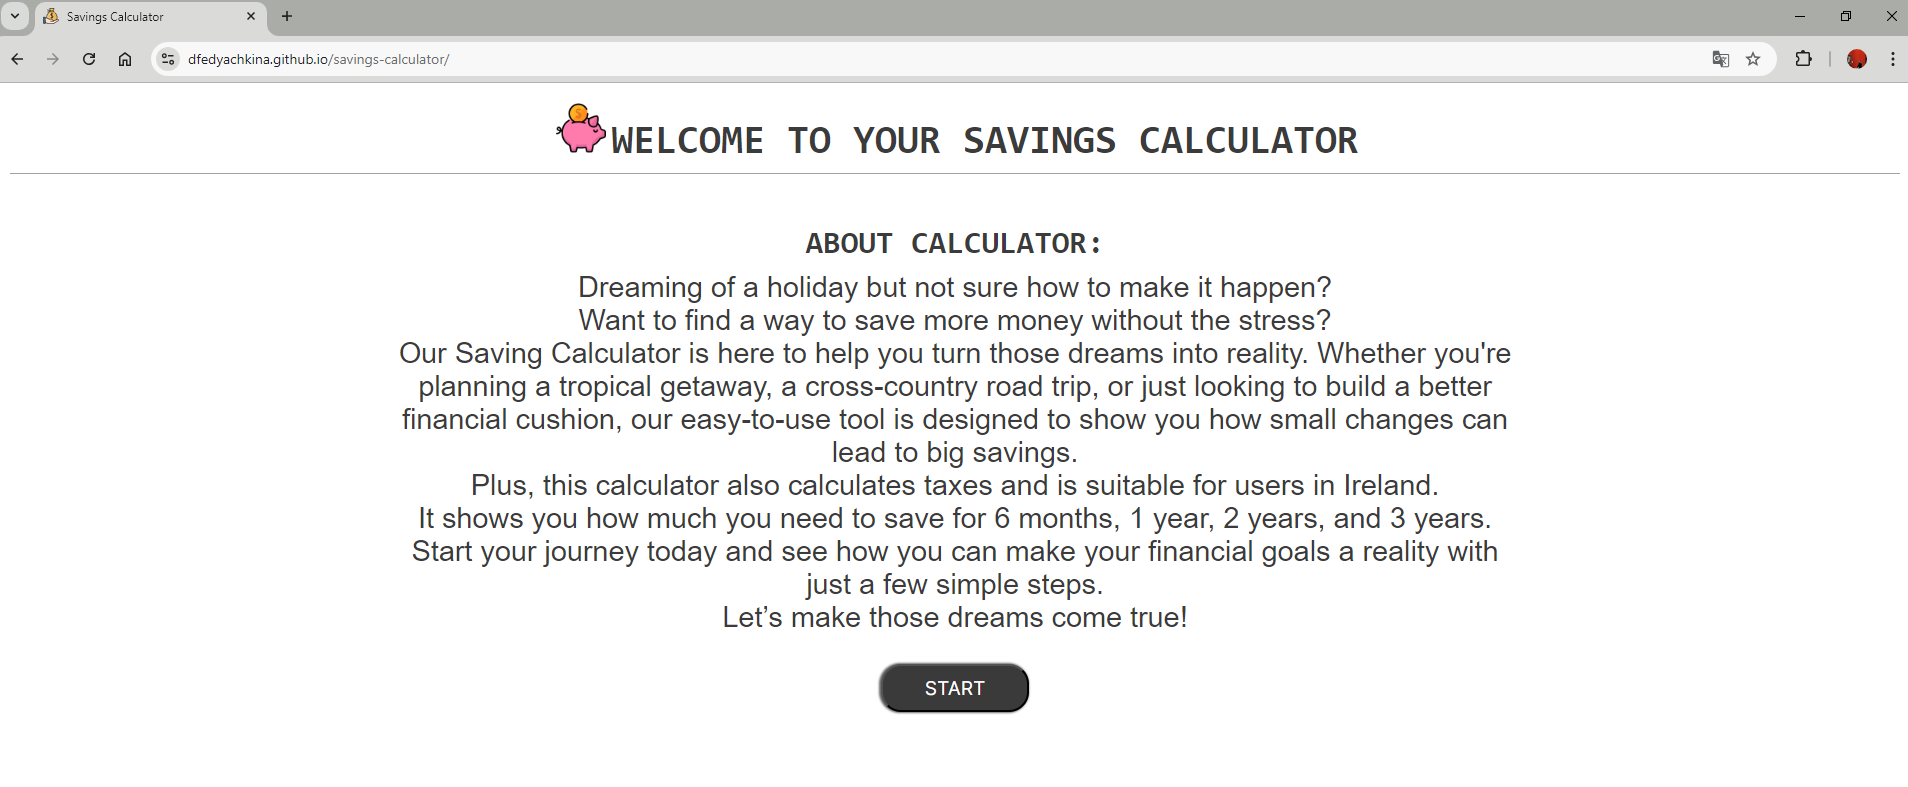 Savings Calculator
dfedyachkina.github.io/savings-calculator/
WELCOME TO YOUR SAVINGS CALCULATOR
ABOUT CALCULATOR:
Dreaming of a holiday but not sure how to make it happen?
Want to find a way to save more money without the stress?
Our Saving Calculator is here to help you turn those dreams into reality. Whether you're
planning a tropical getaway, a cross-country road trip, or just looking to build a better
financial cushion, our easy-to-use tool is designed to show you how small changes can
lead to big savings.
Plus, this calculator also calculates taxes and is suitable for users in Ireland.
It shows you how much you need to save for 6 months, 1 year, 2 years, and 3 years.
Start your journey today and see how you can make your financial goals a reality with
just a few simple steps.
Let’s make those dreams come true!
START